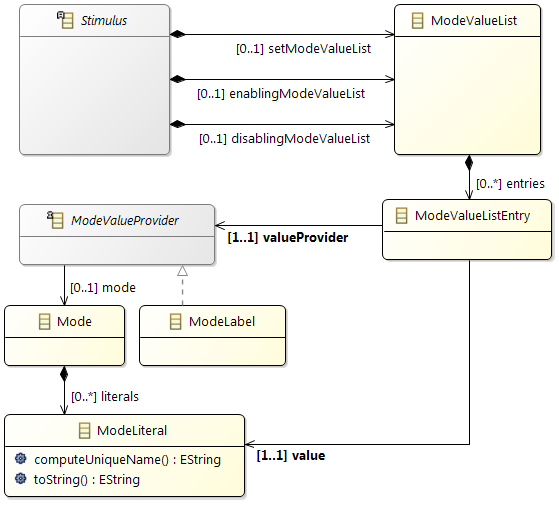 Stimulus
ModeValueList
[0..1] setModeValueList
[0..1] enablingModeValueList
[0..1] disablingModeValueList
[0..*] entries
ModeValueProvider
ModeValueListEntry
[1..1] valueProvider
[0..1] mode
Mode
ModeLabel
[0..*] literals
ModeLiteral
computeUniqueName() : EString
toString() : EString
[1..1] value